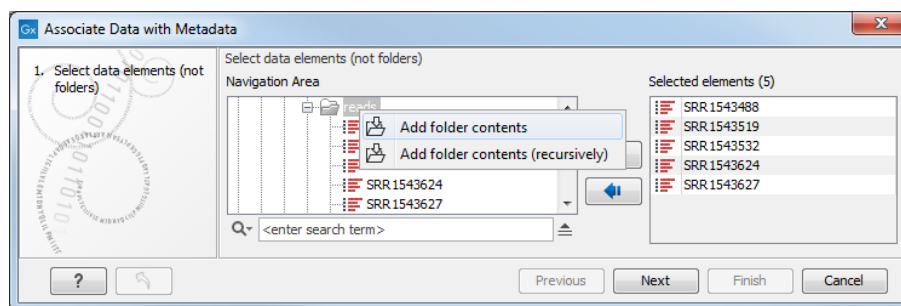 Gx Associate Data with Metadata
X
1. Select data elements (not
folders)
Select data elements (not folders)
Navigation Area
reads
Add folder contents
Add folder contents (recursively)
SRR1543624
SRR1543627
<enter search term>
Selected elements (5)
SRR1543488
SRR1543519
SRR1543532
SRR1543624
SRR1543627
?
Previous
Next
Finish
Cancel